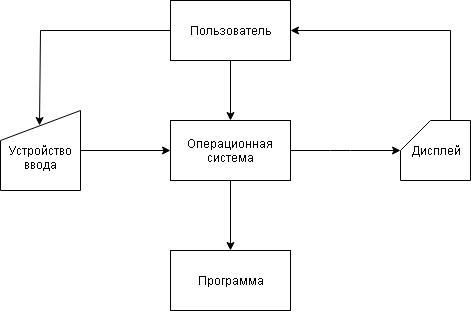 Пользователь
Устройство
ввода
Операционная
система
Дисплей
Программа